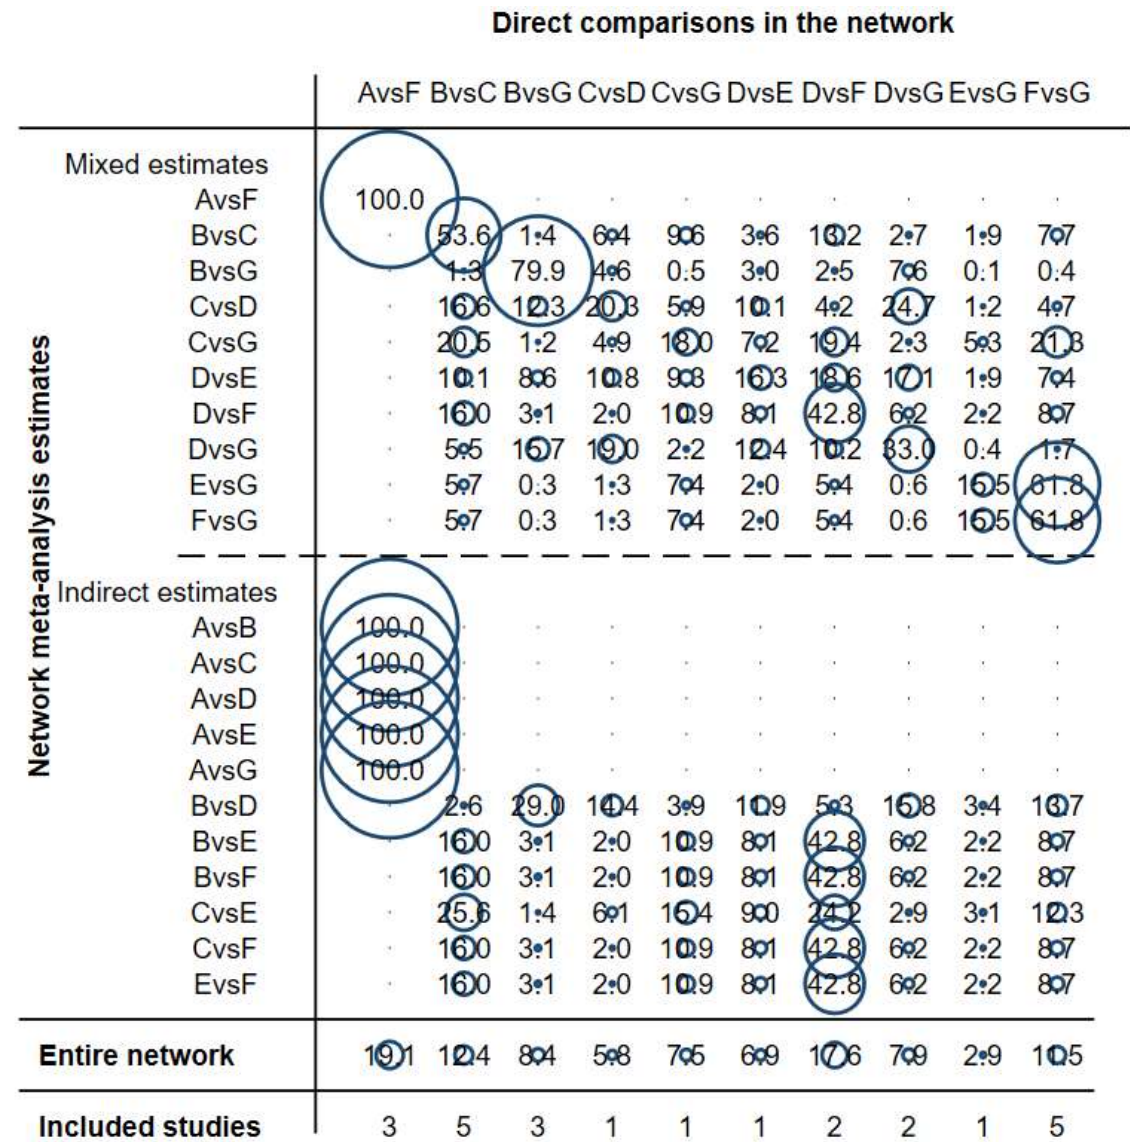 Direct comparisons in the network
AvsF BvsC BvsG CvsD CvsG DvsE DvsF DvsG EvsG FvsG
Network meta-analysis estimates
Mixed estimates
AvsF 100.0 . . . . . . . . .
BvsC . 53.6 1.4 6.4 9.6 3.6 13.2 2.7 1.9 7.7
BvsG . 1.3 79.9 4.6 0.5 3.0 2.5 7.6 0.1 0.4
CvsD . 16.6 12.3 20.3 5.9 10.1 4.2 24.7 1.2 4.7
CvsG . 20.5 1.2 4.9 18.0 7.2 19.4 2.3 5.3 21.3
DvsE . 10.1 8.6 10.8 9.3 16.3 18.6 17.1 1.9 7.4
DvsF . 16.0 3.1 2.0 10.9 8.1 42.8 6.2 2.2 8.7
DvsG . 5.5 15.7 19.0 2.2 12.4 10.2 33.0 0.4 1.7
EvsG . 5.7 0.3 1.3 7.4 2.0 5.4 0.6 15.5 61.8
FvsG . 5.7 0.3 1.3 7.4 2.0 5.4 0.6 15.5 61.8
Indirect estimates
AvsB 100.0 . . . . . . . . .
AvsC 100.0 . . . . . . . . .
AvsD 100.0 . . . . . . . . .
AvsE 100.0 . . . . . . . . .
AvsG 100.0 . . . . . . . . .
BvsD . 2.6 29.0 14.4 3.9 11.9 5.3 15.8 3.4 13.7
BvsE . 16.0 3.1 2.0 10.9 8.1 42.8 6.2 2.2 8.7
BvsF . 16.0 3.1 2.0 10.9 8.1 42.8 6.2 2.2 8.7
CvsE . 25.6 1.4 6.1 15.4 9.0 24.2 2.9 3.1 12.3
CvsF . 16.0 3.1 2.0 10.9 8.1 42.8 6.2 2.2 8.7
EvsF . 16.0 3.1 2.0 10.9 8.1 42.8 6.2 2.2 8.7
Entire network 19.1 12.4 8.4 5.8 7.5 6.9 17.6 7.9 2.9 11.5
Included studies 3 5 3 1 1 1 2 2 1 5